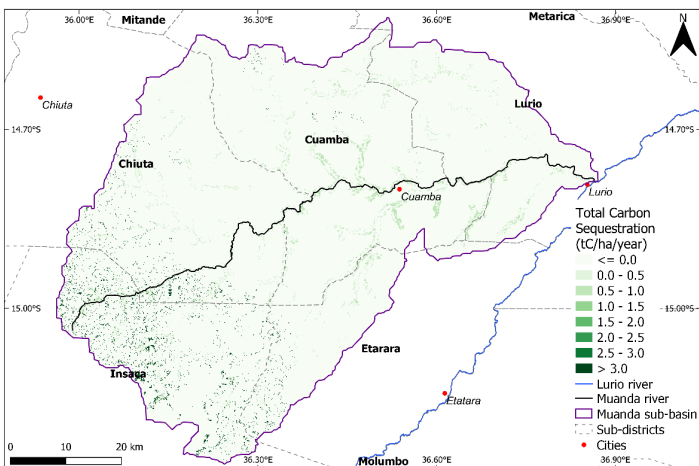 36.00°E
36.30°E
36.60°E
36.90°E
Mitande
Metarica
N
Chiuta
Lurio
14.70°S
14.70°S
Cuamba
Chiuta
Cuamba
Lurio
Total Carbon
Sequestration
(tC/ha/year)
<= 0.0
0.0 - 0.5
0.5 - 1.0
1.0 - 1.5
1.5 - 2.0
2.0 - 2.5
2.5 - 3.0
> 3.0
Lurio river
Muanda river
Muanda sub-basin
Sub-districts
Cities
15.00°S
15.00°S
Etarara
Insaca
Etatara
0 10 20 km
Molumbo
36.30°E
36.60°E
36.90°E